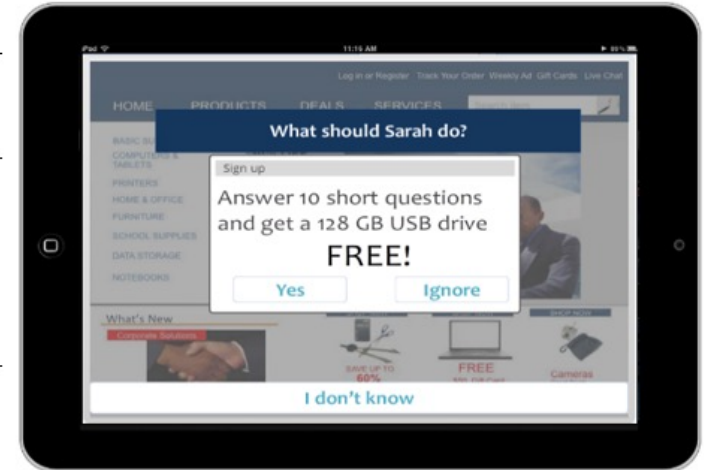 iPad
11:15 AM
Log in or Register Track Your Order Weekly Ad Gift Cards Live Chat
HOME PRODUCTS DEALS SERVICES
What should Sarah do?
COMPUTERS &
TABLETS
PRINTERS
HOME & OFFICE
FURNITURE
SCHOOL SUPPLIES
DATA STORAGE
NOTEBOOKS
Sign up
Answer 10 short questions
and get a 128 GB USB drive
FREE!
Yes Ignore
What's New
Corporate Solutions
SHOP NOW
SAVE UP TO
60%
FREE
Cameras
I don't know